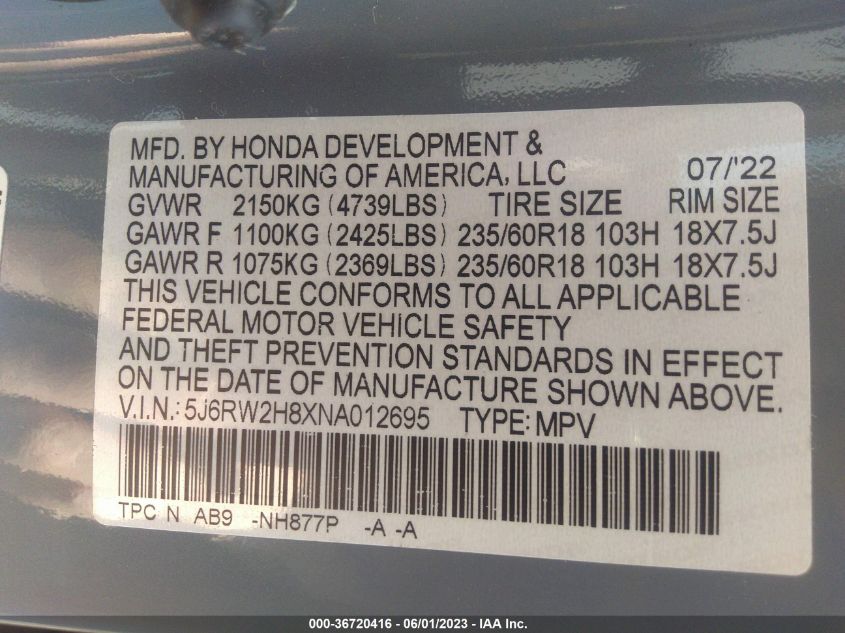 MFD. BY HONDA DEVELOPMENT &
MANUFACTURING OF AMERICA, LLC 07/'22
GVWR 2150KG (4739LBS) TIRE SIZE RIM SIZE
GAWR F 1100KG (2425LBS) 235/60R18 103H 18X7.5J
GAWR R 1075KG (2369LBS) 235/60R18 103H 18X7.5J
THIS VEHICLE CONFORMS TO ALL APPLICABLE
FEDERAL MOTOR VEHICLE SAFETY
AND THEFT PREVENTION STANDARDS IN EFFECT
ON THE DATE OF MANUFACTURE SHOWN ABOVE.
V.I.N.: 5J6RW2H8XNA012695 TYPE: MPV
TPC N AB9 -NH877P -A -A
000-36720416 - 06/01/2023 - IAA Inc.